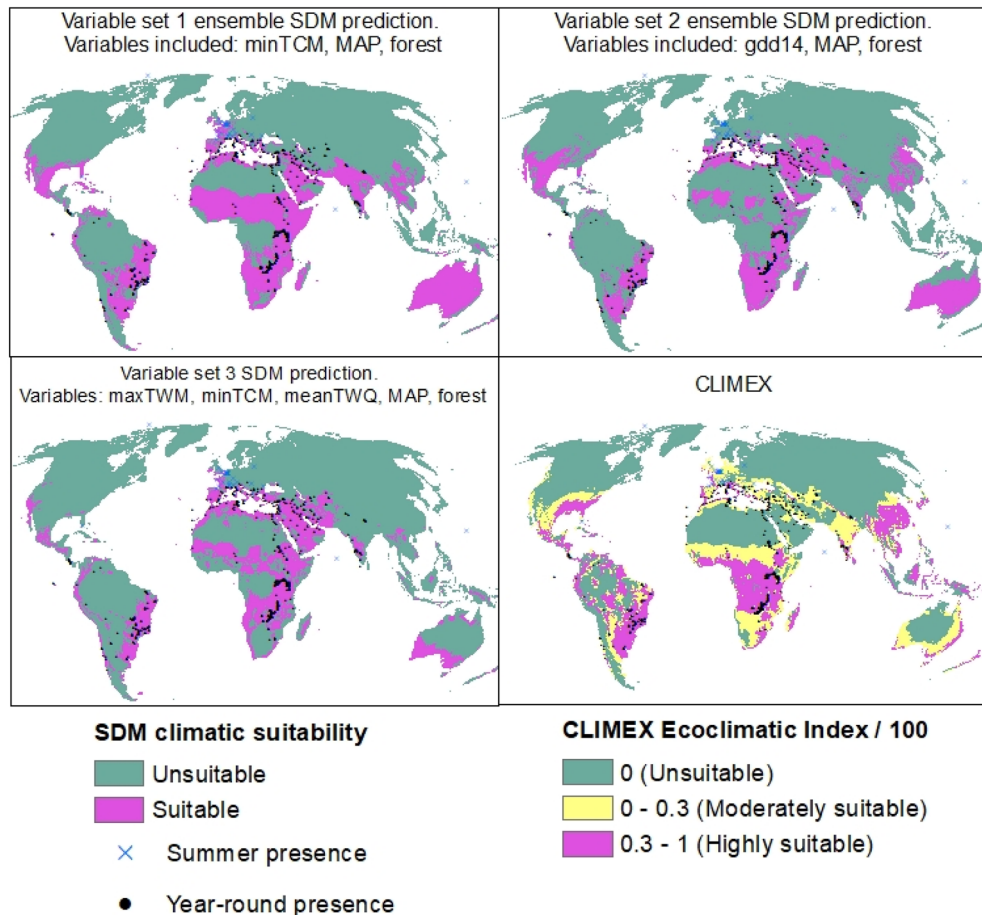 Variable set 1 ensemble SDM prediction.
Variables included: minTCM, MAP, forest
Variable set 2 ensemble SDM prediction.
Variables included: gdd14, MAP, forest
Variable set 3 SDM prediction.
Variables: maxTWM, minTCM, meanTWQ, MAP, forest
CLIMEX
SDM climatic suitability
Unsuitable
Suitable
Summer presence
Year-round presence
CLIMEX Ecoclimatic Index / 100
0 (Unsuitable)
0 - 0.3 (Moderately suitable)
0.3 - 1 (Highly suitable)